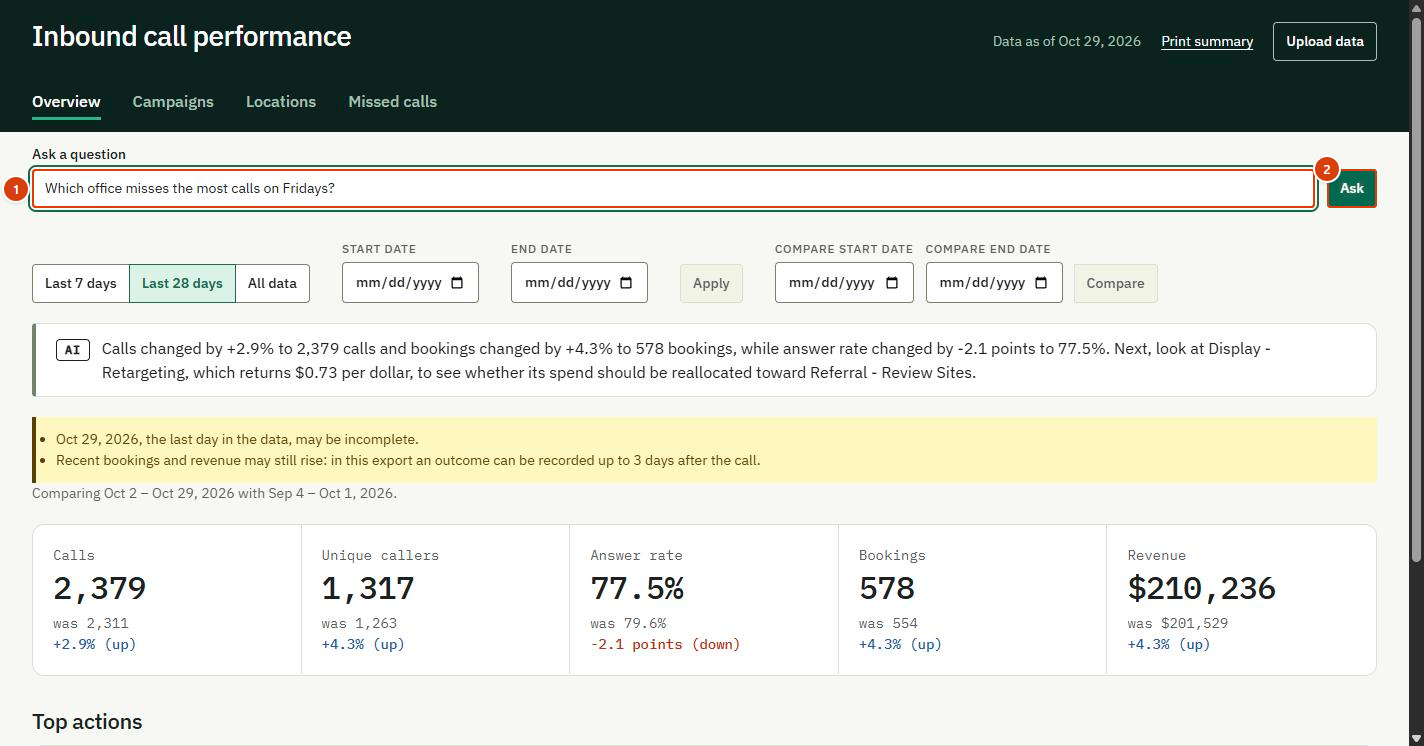 Inbound call performance
Data as of Oct 29, 2026
Print summary
Upload data
Overview
Campaigns
Locations
Missed calls
Ask a question
1
Which office misses the most calls on Fridays?
2
Ask
START DATE
END DATE
COMPARE START DATE
COMPARE END DATE
Last 7 days
Last 28 days
All data
mm/dd/yyyy
mm/dd/yyyy
Apply
mm/dd/yyyy
mm/dd/yyyy
Compare
AI
Calls changed by +2.9% to 2,379 calls and bookings changed by +4.3% to 578 bookings, while answer rate changed by -2.1 points to 77.5%. Next, look at Display -
Retargeting, which returns $0.73 per dollar, to see whether its spend should be reallocated toward Referral - Review Sites.
Oct 29, 2026, the last day in the data, may be incomplete.
Recent bookings and revenue may still rise: in this export an outcome can be recorded up to 3 days after the call.
Comparing Oct 2 – Oct 29, 2026 with Sep 4 – Oct 1, 2026.
Calls
2,379
was 2,311
+2.9% (up)
Unique callers
1,317
was 1,263
+4.3% (up)
Answer rate
77.5%
was 79.6%
-2.1 points (down)
Bookings
578
was 554
+4.3% (up)
Revenue
$210,236
was $201,529
+4.3% (up)
Top actions